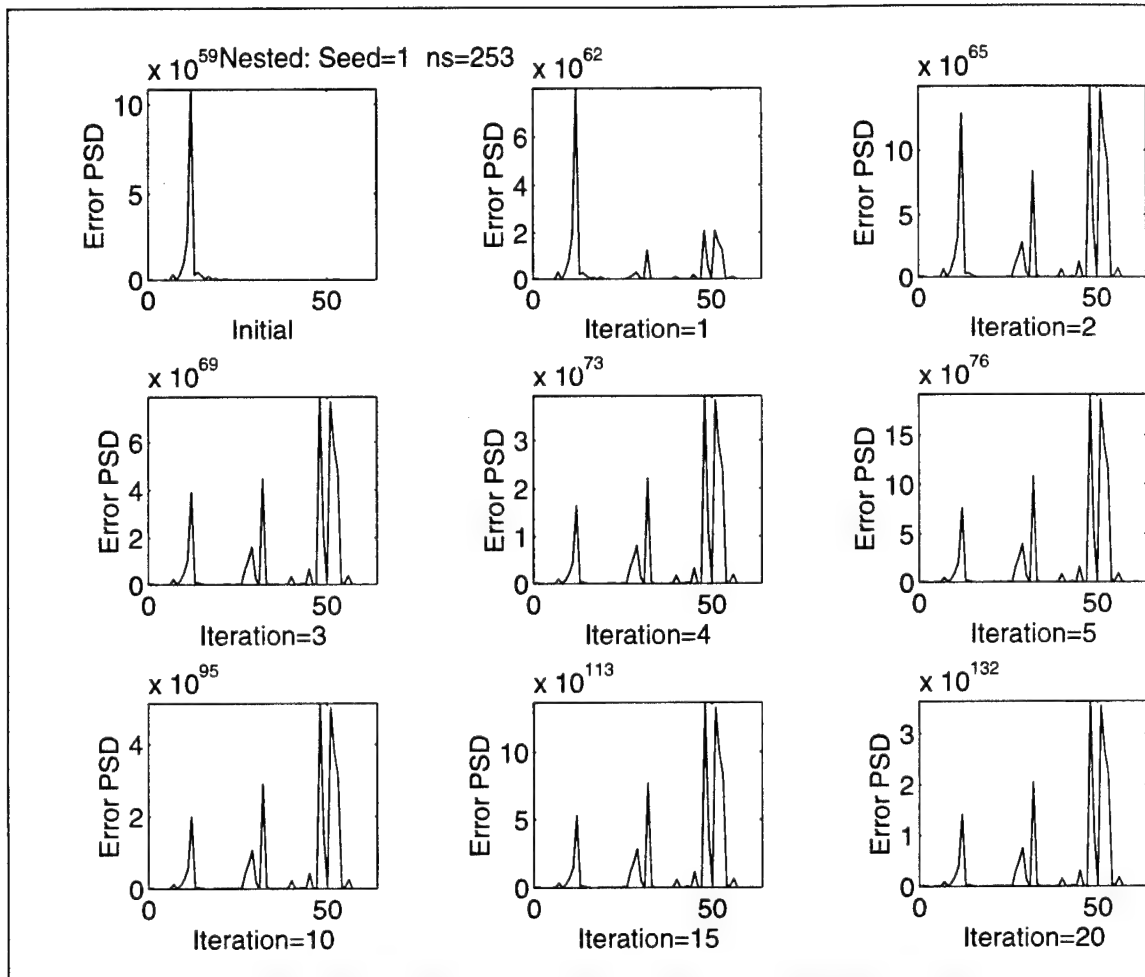 x 10^59 Nested: Seed=1 ns=253
Error PSD
10
5
0
0 50
Initial
x 10^62
Error PSD
6
4
2
0
0 50
Iteration=1
x 10^65
Error PSD
10
5
0
0 50
Iteration=2
x 10^69
Error PSD
6
4
2
0
0 50
Iteration=3
x 10^73
Error PSD
3
2
1
0
0 50
Iteration=4
x 10^76
Error PSD
15
10
5
0
0 50
Iteration=5
x 10^95
Error PSD
4
2
0
0 50
Iteration=10
x 10^113
Error PSD
10
5
0
0 50
Iteration=15
x 10^132
Error PSD
3
2
1
0
0 50
Iteration=20